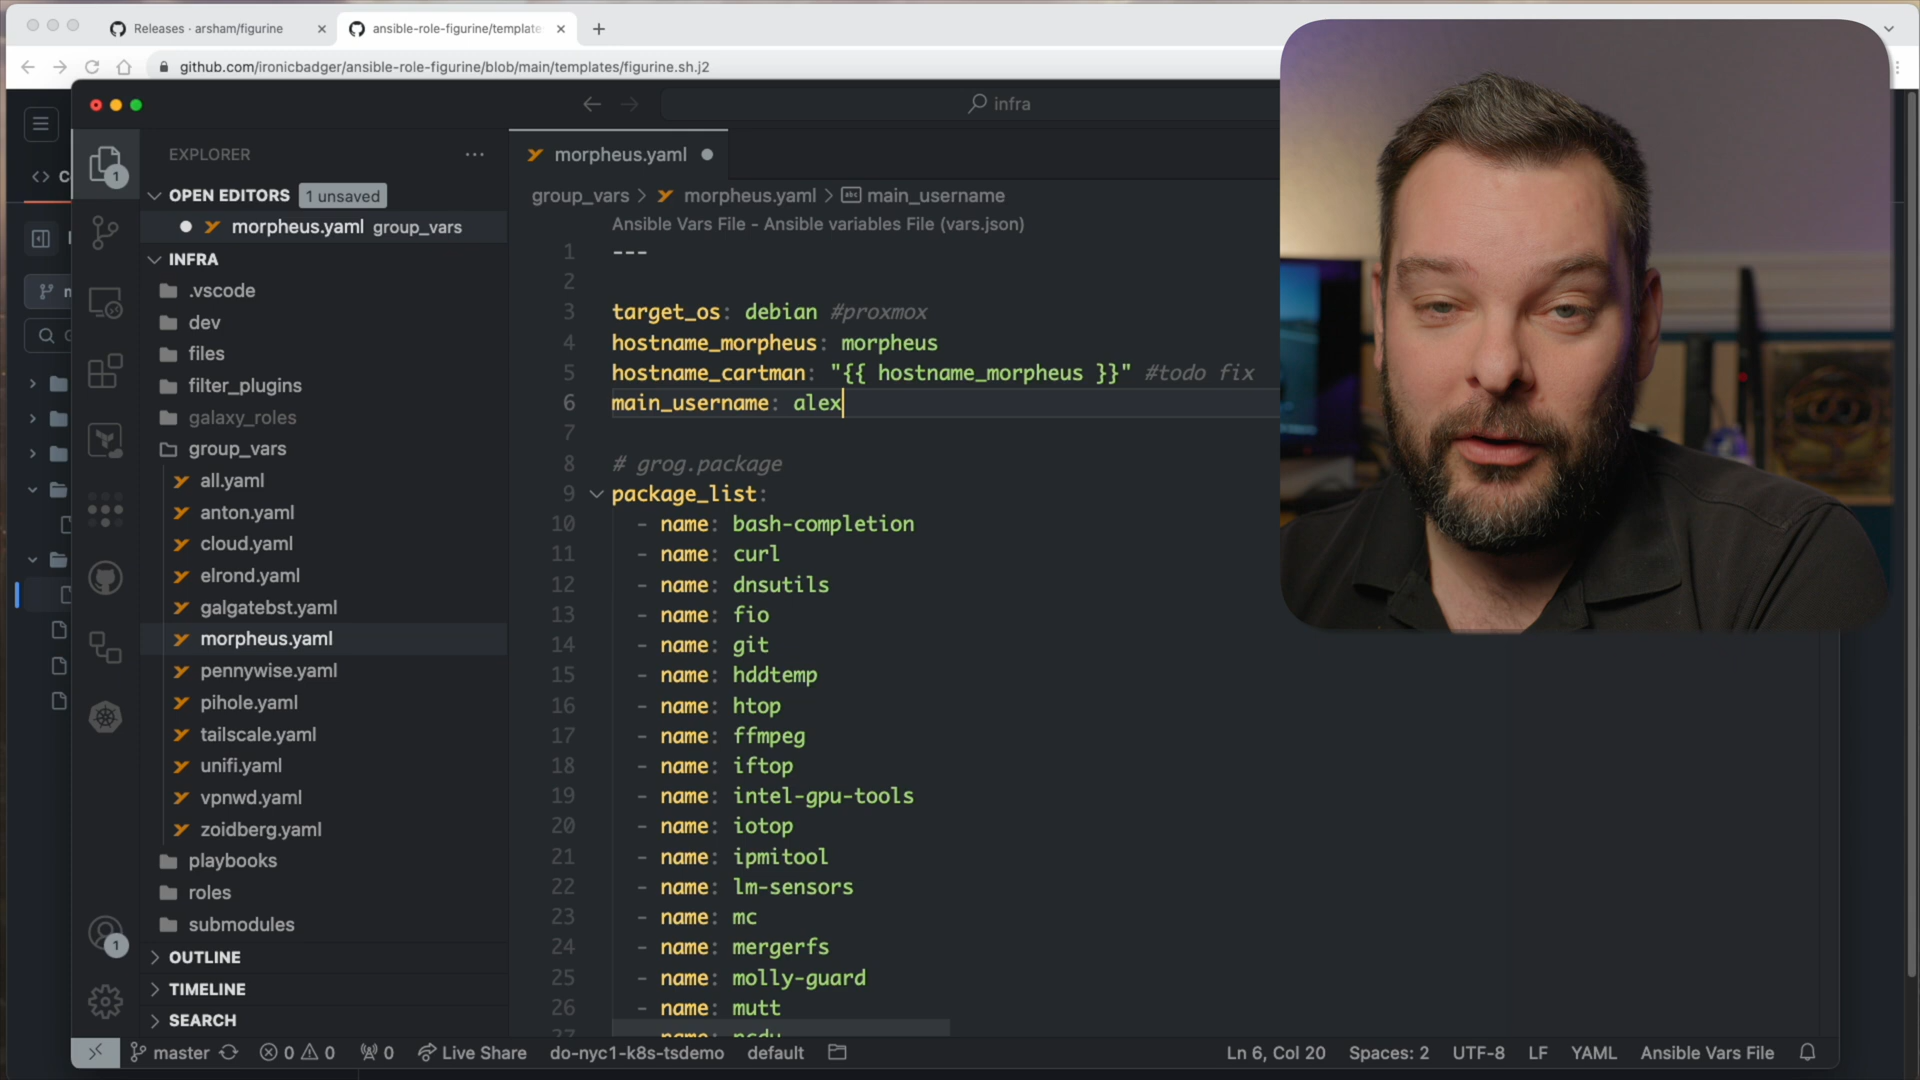 Releases · arsham/figurine
ansible-role-figurine/template
github.com/ironicbadger/ansible-role-figurine/blob/main/templates/figurine.sh.j2
infra
EXPLORER
1
OPEN EDITORS 1 unsaved
morpheus.yaml group_vars
INFRA
.vscode
dev
files
filter_plugins
galaxy_roles
group_vars
all.yaml
anton.yaml
cloud.yaml
elrond.yaml
galgatebst.yaml
morpheus.yaml
pennywise.yaml
pihole.yaml
tailscale.yaml
unifi.yaml
vpnwd.yaml
zoidberg.yaml
playbooks
roles
submodules
1
OUTLINE
TIMELINE
SEARCH
morpheus.yaml
group_vars > morpheus.yaml > main_username
Ansible Vars File - Ansible variables File (vars.json)
1 ---
2
3 target_os: debian #proxmox
4 hostname_morpheus: morpheus
5 hostname_cartman: "{{ hostname_morpheus }}" #todo fix
6 main_username: alex
7
8 # grog.package
9 package_list:
10 - name: bash-completion
11 - name: curl
12 - name: dnsutils
13 - name: fio
14 - name: git
15 - name: hddtemp
16 - name: htop
17 - name: ffmpeg
18 - name: iftop
19 - name: intel-gpu-tools
20 - name: iotop
21 - name: ipmitool
22 - name: lm-sensors
23 - name: mc
24 - name: mergerfs
25 - name: molly-guard
26 - name: mutt
master 0 0 0 Live Share do-nyc1-k8s-tsdemo default
Ln 6, Col 20 Spaces: 2 UTF-8 LF YAML Ansible Vars File